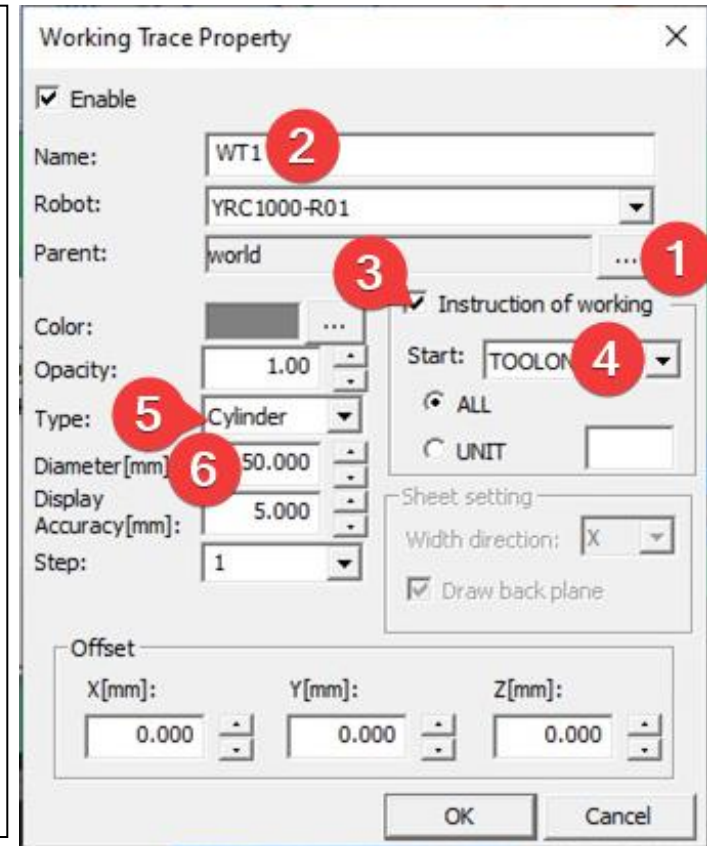 Working Trace Property
Enable
Name: WT1 2
Robot: YRC1000-R01
Parent: world ... 1
3 Instruction of working
Color: ...
Start: TOOLON 4
Opacity: 1.00
ALL
Type: 5 Cylinder
UNIT
Diameter[mm] 6 50.000
Display
Accuracy[mm]: 5.000
Sheet setting
Width direction: X
Step: 1
Draw back plane
Offset
X[mm]: Y[mm]: Z[mm]:
0.000 0.000 0.000
OK Cancel